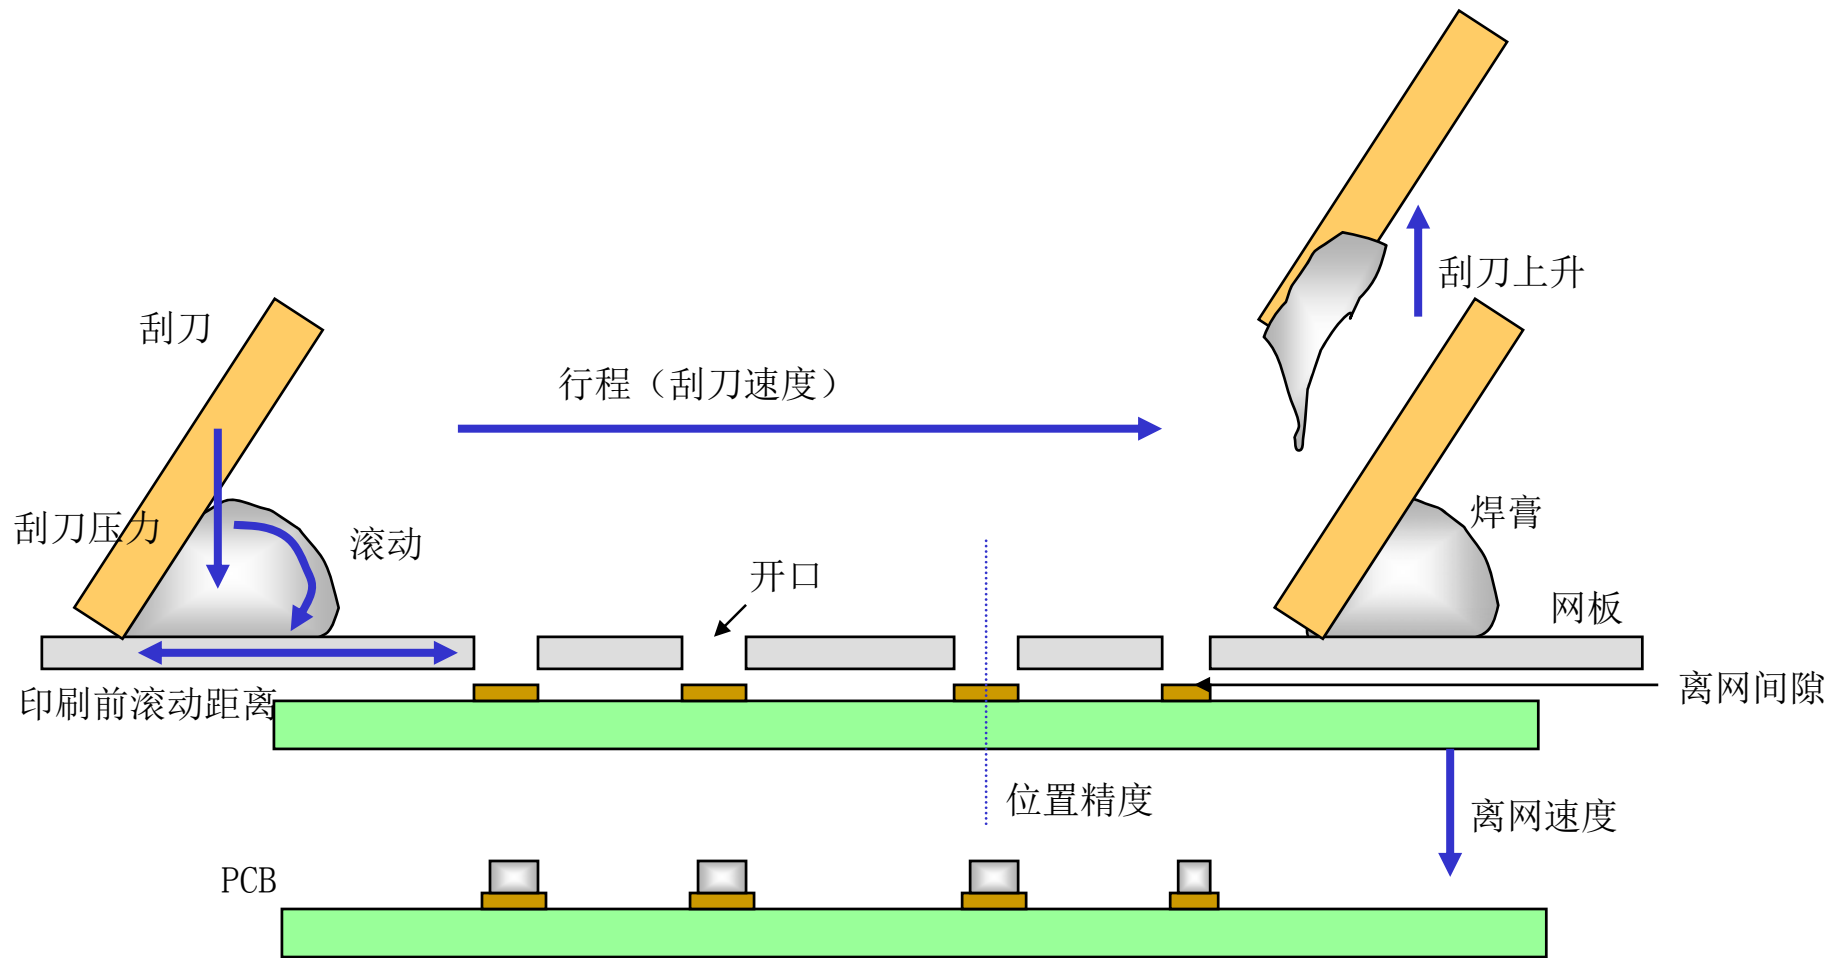 刮刀上升
刮刀
行程（刮刀速度）
刮刀压力
滚动
焊膏
开口
网板
印刷前滚动距离
离网间隙
位置精度
离网速度
PCB